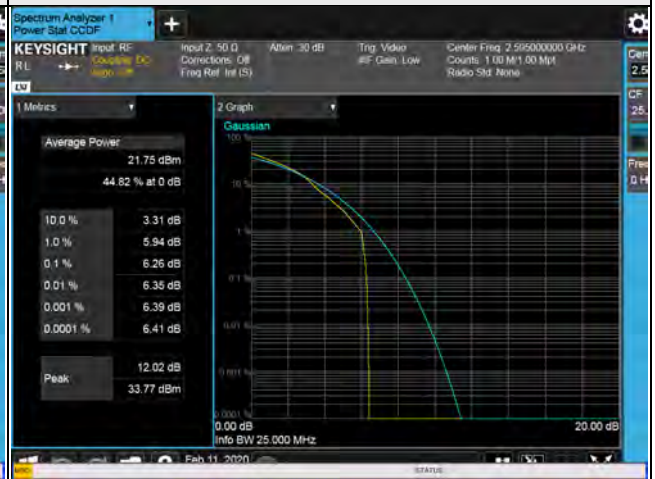 Spectrum Analyzer 1
Power Stat CCDF
+
KEYSIGHT
Input: RF
Coupling: DC
Input Z: 50 Ω
Corrections: Off
Freq Ref: Int (S)
Atten: 30 dB
Trig: Video
#IF Gain: Low
Center Freq: 2.595000000 GHz
Counts: 1.00 M/1.00 Mpt
Radio Std: None
RL
LXI
1 Metrics
2 Graph
Gaussian
Average Power
21.75 dBm
44.82 % at 0 dB
10.0 % 3.31 dB
1.0 % 5.94 dB
0.1 % 6.26 dB
0.01 % 6.35 dB
0.001 % 6.39 dB
0.0001 % 6.41 dB
Peak
12.02 dB
33.77 dBm
100 %
10 %
1 %
0.1 %
0.01 %
0.001 %
0.0001 %
0.00 dB
20.00 dB
Info BW 25.000 MHz
Feb 11, 2020
MSG
STATUS
CF
25.